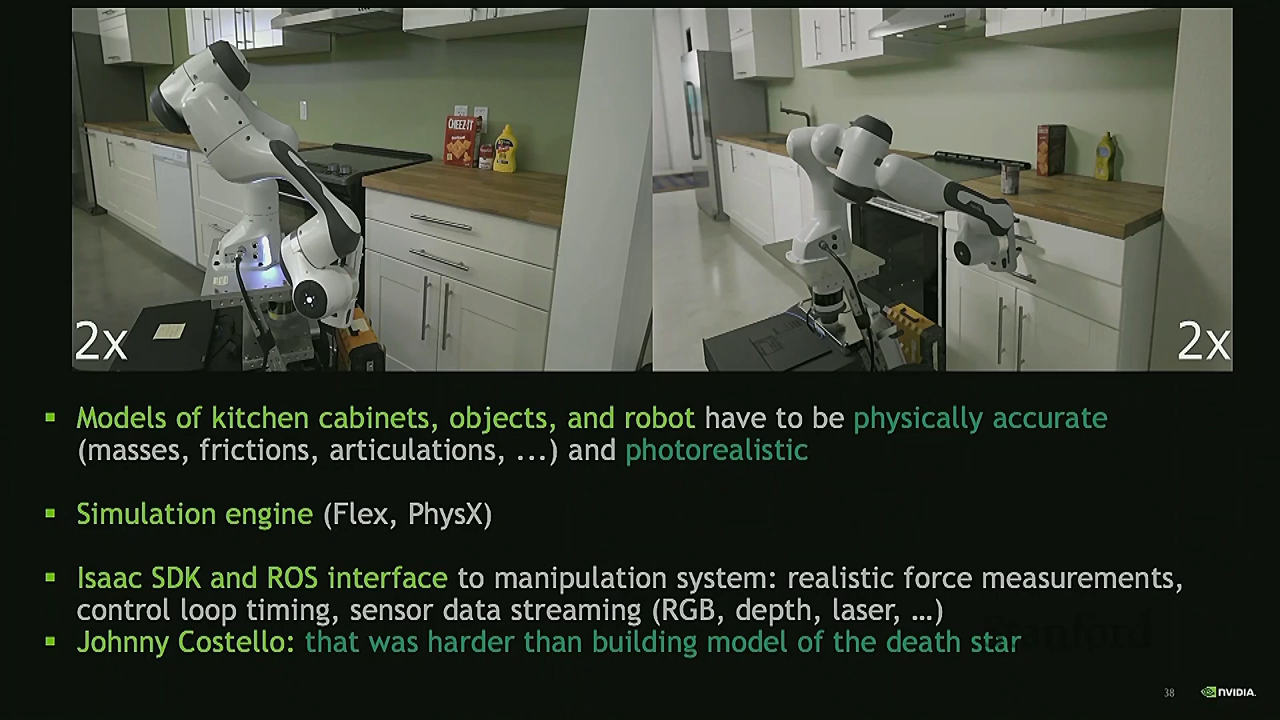 CHEEZ-IT
2x
2x
▪ Models of kitchen cabinets, objects, and robot have to be physically accurate
(masses, frictions, articulations, ...) and photorealistic
▪ Simulation engine (Flex, PhysX)
▪ Isaac SDK and ROS interface to manipulation system: realistic force measurements,
control loop timing, sensor data streaming (RGB, depth, laser, …)
▪ Johnny Costello: that was harder than building model of the death star
38
NVIDIA.